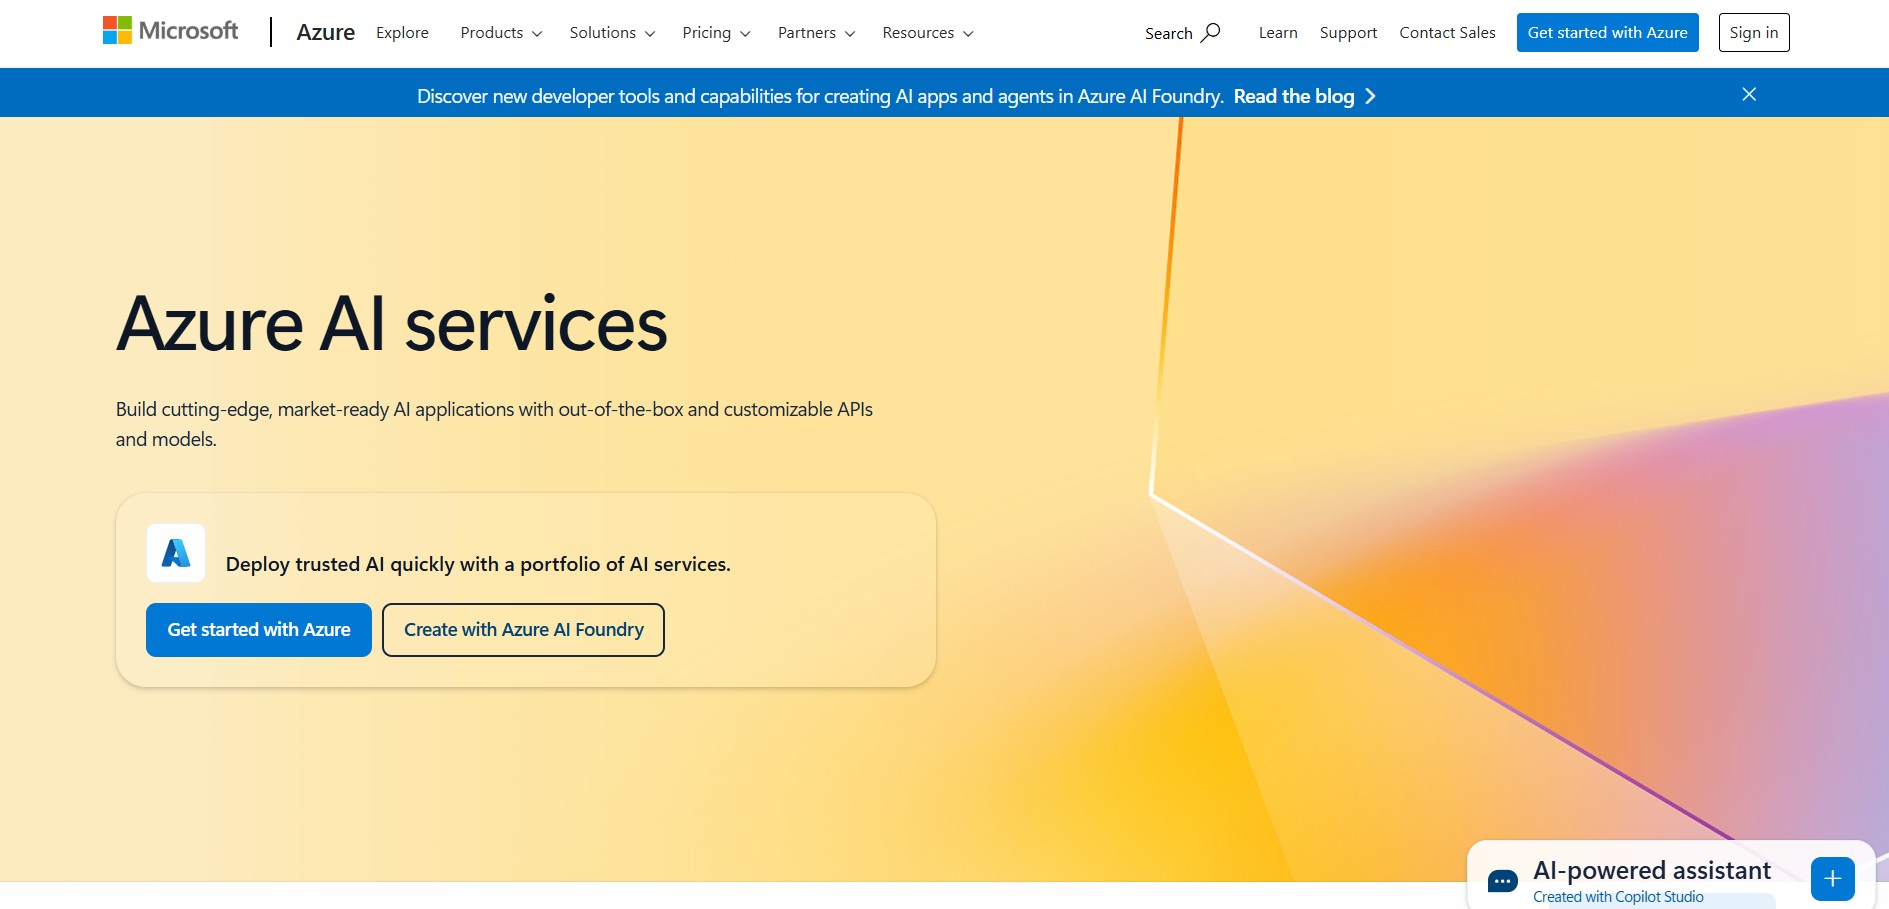 Microsoft
Azure
Explore
Products
Solutions
Pricing
Partners
Resources
Search
Learn
Support
Contact Sales
Get started with Azure
Sign in
Discover new developer tools and capabilities for creating AI apps and agents in Azure AI Foundry. Read the blog
Azure AI services
Build cutting-edge, market-ready AI applications with out-of-the-box and customizable APIs
and models.
Deploy trusted AI quickly with a portfolio of AI services.
Get started with Azure
Create with Azure AI Foundry
AI-powered assistant
Created with Copilot Studio